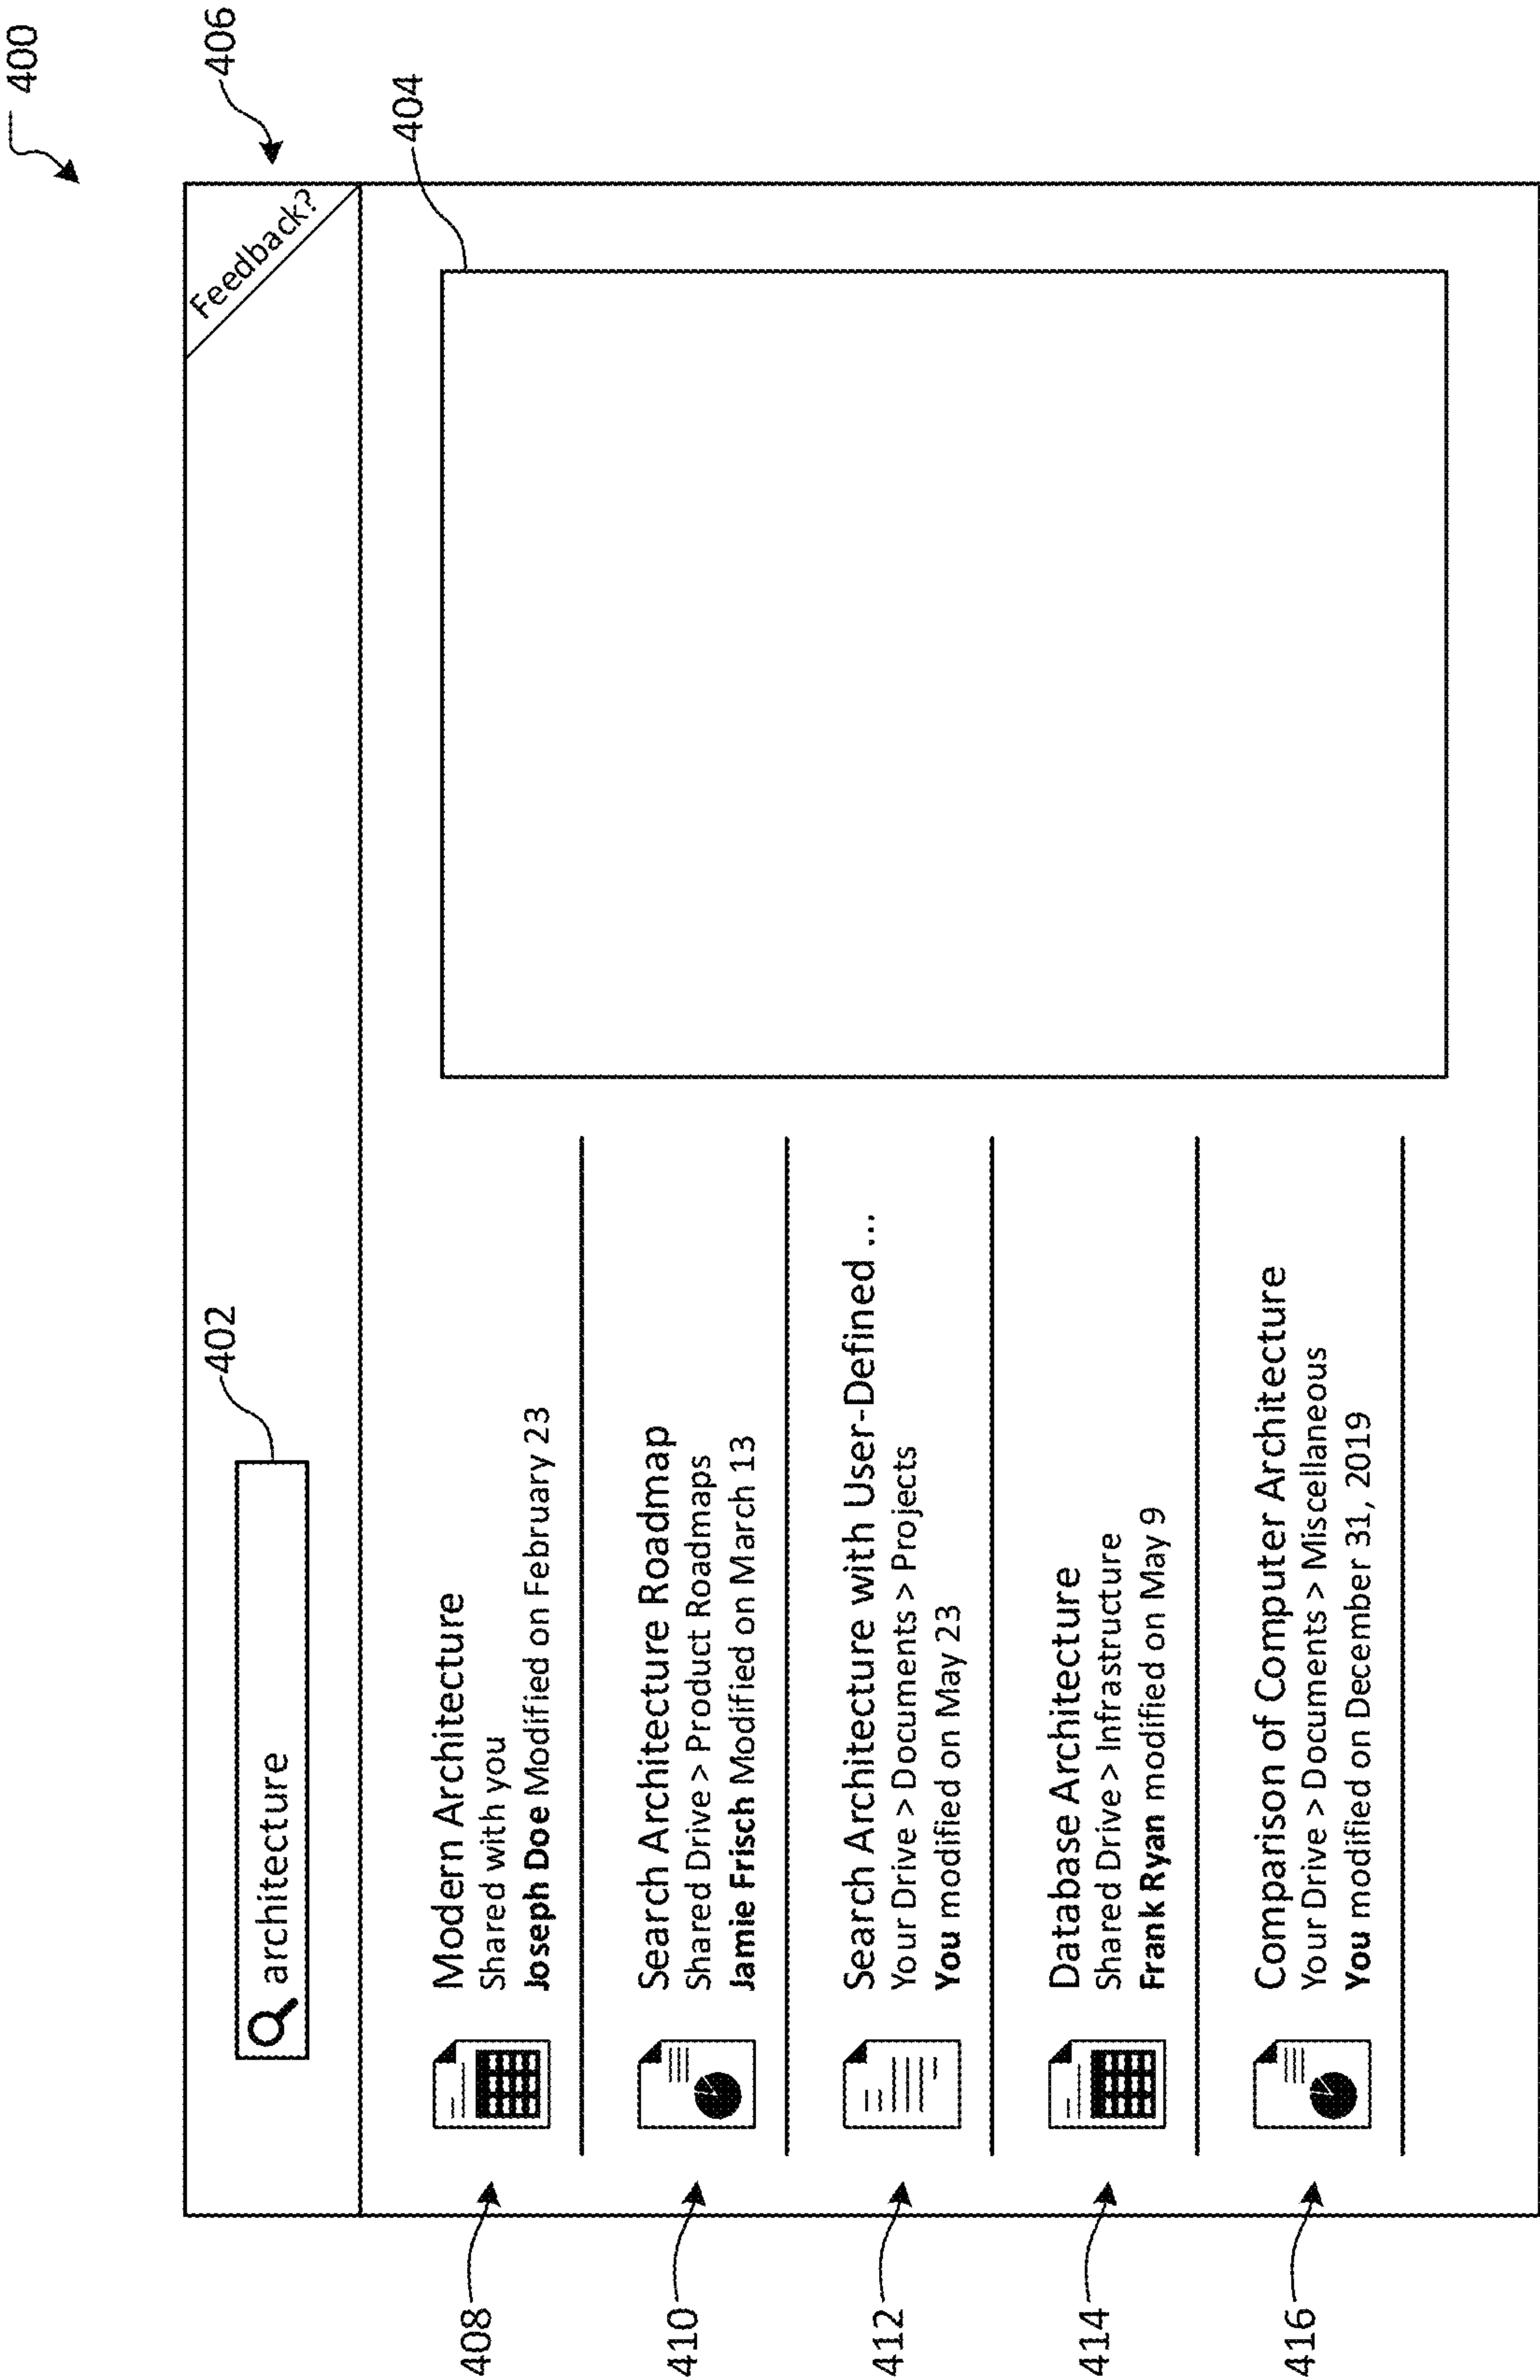 400
406
Feedback?
402
architecture
404
408
Modern Architecture
Shared with you
Joseph Doe Modified on February 23
410
Search Architecture Roadmap
Shared Drive > Product Roadmaps
Jamie Frisch Modified on March 13
412
Search Architecture with User-Defined ...
Your Drive > Documents > Projects
You modified on May 23
414
Database Architecture
Shared Drive > Infrastructure
Frank Ryan modified on May 9
416
Comparison of Computer Architecture
Your Drive > Documents > Miscellaneous
You modified on December 31, 2019